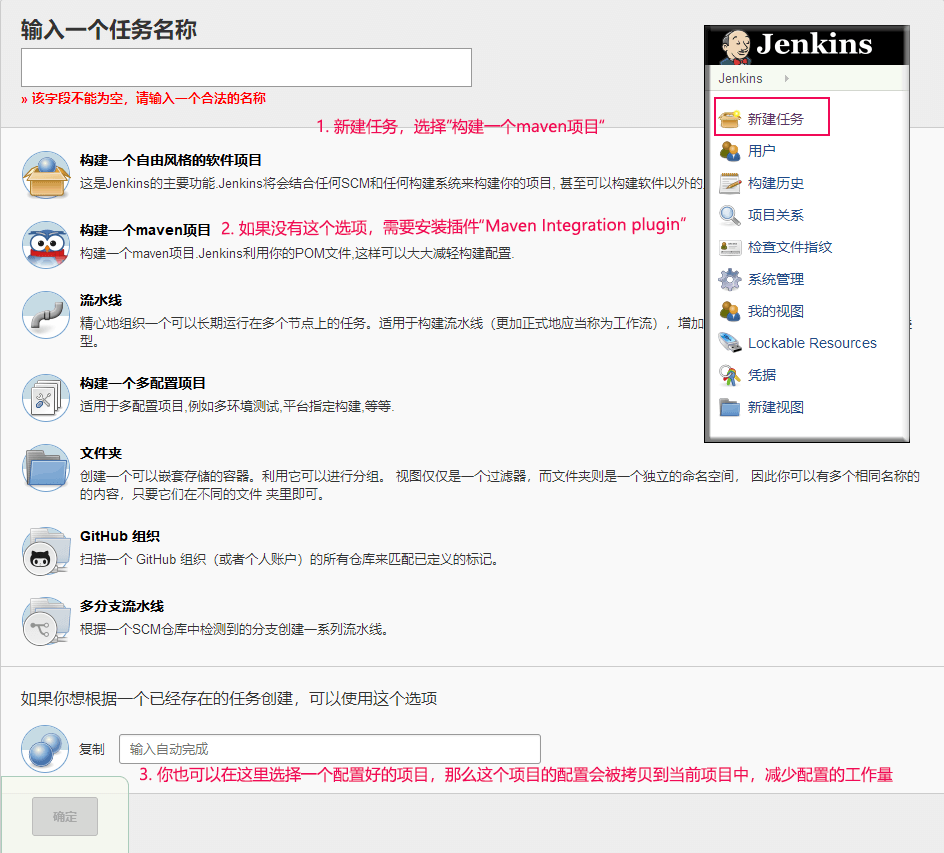 输入一个任务名称
» 该字段不能为空，请输入一个合法的名称
1. 新建任务，选择“构建一个maven项目“
构建一个自由风格的软件项目
这是Jenkins的主要功能.Jenkins将会结合任何SCM和任何构建系统来构建你的项目, 甚至可以构建软件以外的
构建一个maven项目
2. 如果没有这个选项，需要安装插件“Maven Integration plugin”
构建一个maven项目.Jenkins利用你的POM文件,这样可以大大减轻构建配置.
流水线
精心地组织一个可以长期运行在多个节点上的任务。适用于构建流水线（更加正式地应当称为工作流），增加
型。
构建一个多配置项目
适用于多配置项目,例如多环境测试,平台指定构建,等等.
文件夹
创建一个可以嵌套存储的容器。利用它可以进行分组。 视图仅仅是一个过滤器，而文件夹则是一个独立的命名空间， 因此你可以有多个相同名称的
的内容，只要它们在不同的文件 夹里即可。
GitHub 组织
扫描一个 GitHub 组织（或者个人账户）的所有仓库来匹配已定义的标记。
多分支流水线
根据一个SCM仓库中检测到的分支创建一系列流水线。
如果你想根据一个已经存在的任务创建，可以使用这个选项
复制
输入自动完成
3. 你也可以在这里选择一个配置好的项目，那么这个项目的配置会被拷贝到当前项目中，减少配置的工作量
确定
Jenkins
Jenkins
新建任务
用户
构建历史
项目关系
检查文件指纹
系统管理
我的视图
Lockable Resources
凭据
新建视图